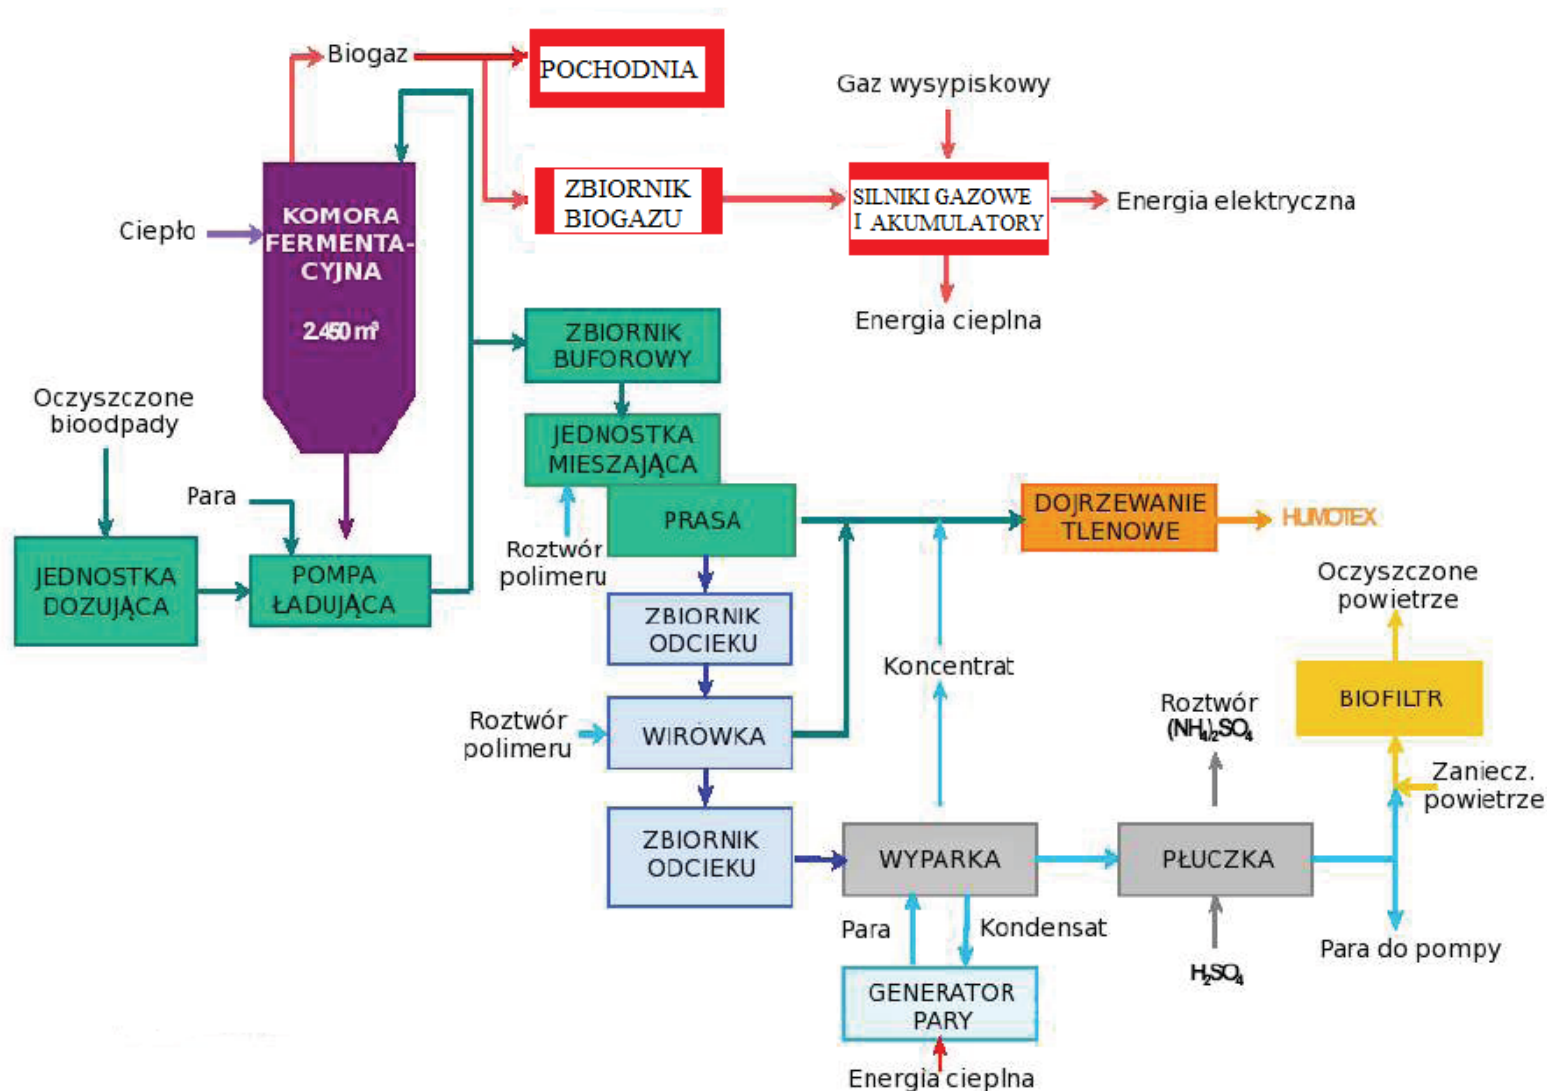 Biogaz
POCHODNIA
Gaz wysypiskowy
ZBIORNIK
BIOGAZU
SILNIKI GAZOWE
I AKUMULATORY
Energia elektryczna
Energia cieplna
Ciepło
KOMORA
FERMENTA-
CYJNA
2.450 m³
ZBIORNIK
BUFOROWY
Oczyszczone
bioodpady
JEDNOSTKA
MIESZAJĄCA
Para
PRASA
DOJRZEWANIE
TLENOWE
HUMOTEX
Roztwór
polimeru
JEDNOSTKA
DOZUJĄCA
POMPA
ŁADUJĄCA
Oczyszczone
powietrze
ZBIORNIK
ODCIEKU
Koncentrat
BIOFILTR
Roztwór
(NH₄)₂SO₄
Roztwór
polimeru
WIRÓWKA
Zaniecz.
powietrze
ZBIORNIK
ODCIEKU
WYPARKA
PŁUCZKA
Para
Kondensat
Para do pompy
H₂SO₄
GENERATOR
PARY
Energia cieplna